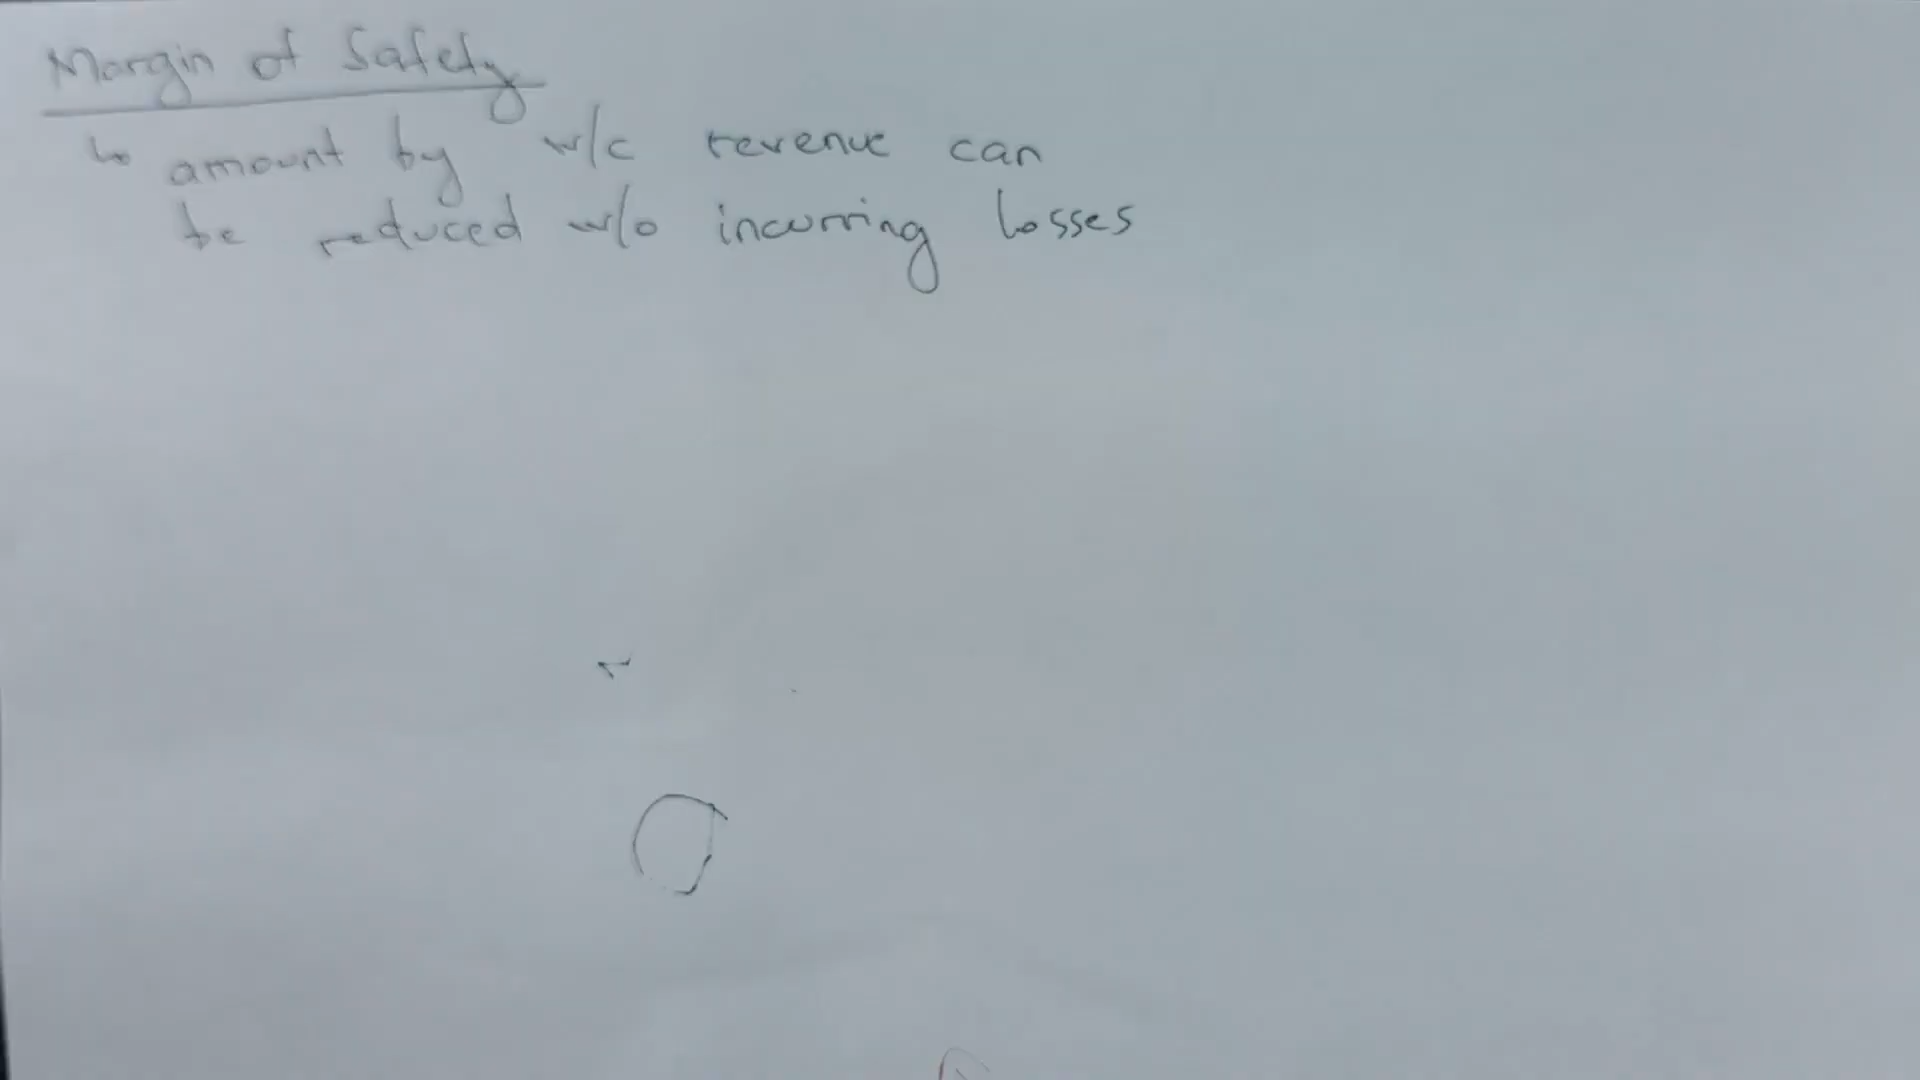 Margin of Safety
↳ amount by w/c revenue can
be reduced w/o incurring losses